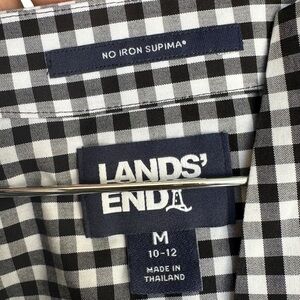 NO IRON SUPIMA®
LANDS'
END
M
10-12
MADE IN
THAILAND